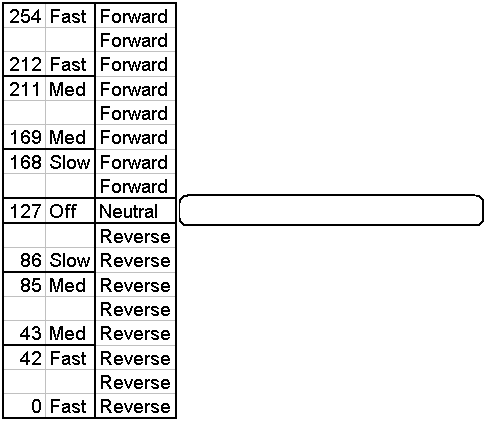 254 Fast Forward
Forward
212 Fast Forward
211 Med Forward
Forward
169 Med Forward
168 Slow Forward
Forward
127 Off Neutral
Reverse
86 Slow Reverse
85 Med Reverse
Reverse
43 Med Reverse
42 Fast Reverse
Reverse
0 Fast Reverse